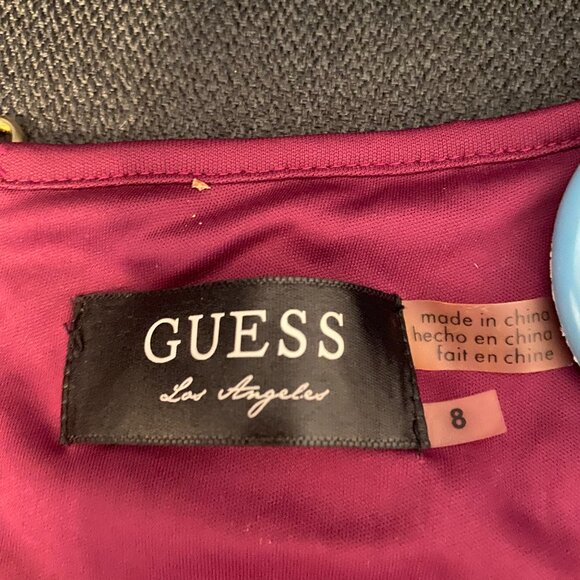 GUESS
Los Angeles
made in china
hecho en china
fait en chine
8